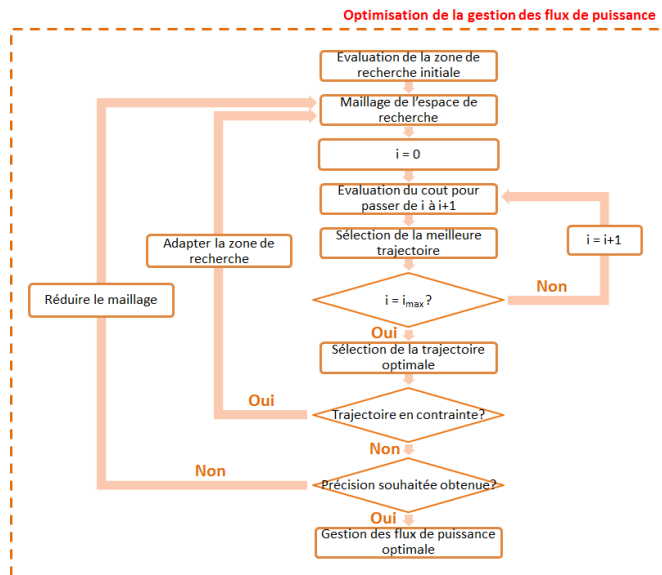 Optimisation de la gestion des flux de puissance
Evaluation de la zone de
recherche initiale
Maillage de l'espace de
recherche
i = 0
Evaluation du cout pour
passer de i à i+1
Sélection de la meilleure
trajectoire
i = i+1
Adapter la zone de
recherche
Réduire le maillage
i = imax ?
Non
Oui
Sélection de la trajectoire
optimale
Oui
Trajectoire en contrainte?
Non
Non
Précision souhaitée obtenue?
Oui
Gestion des flux de puissance
optimale